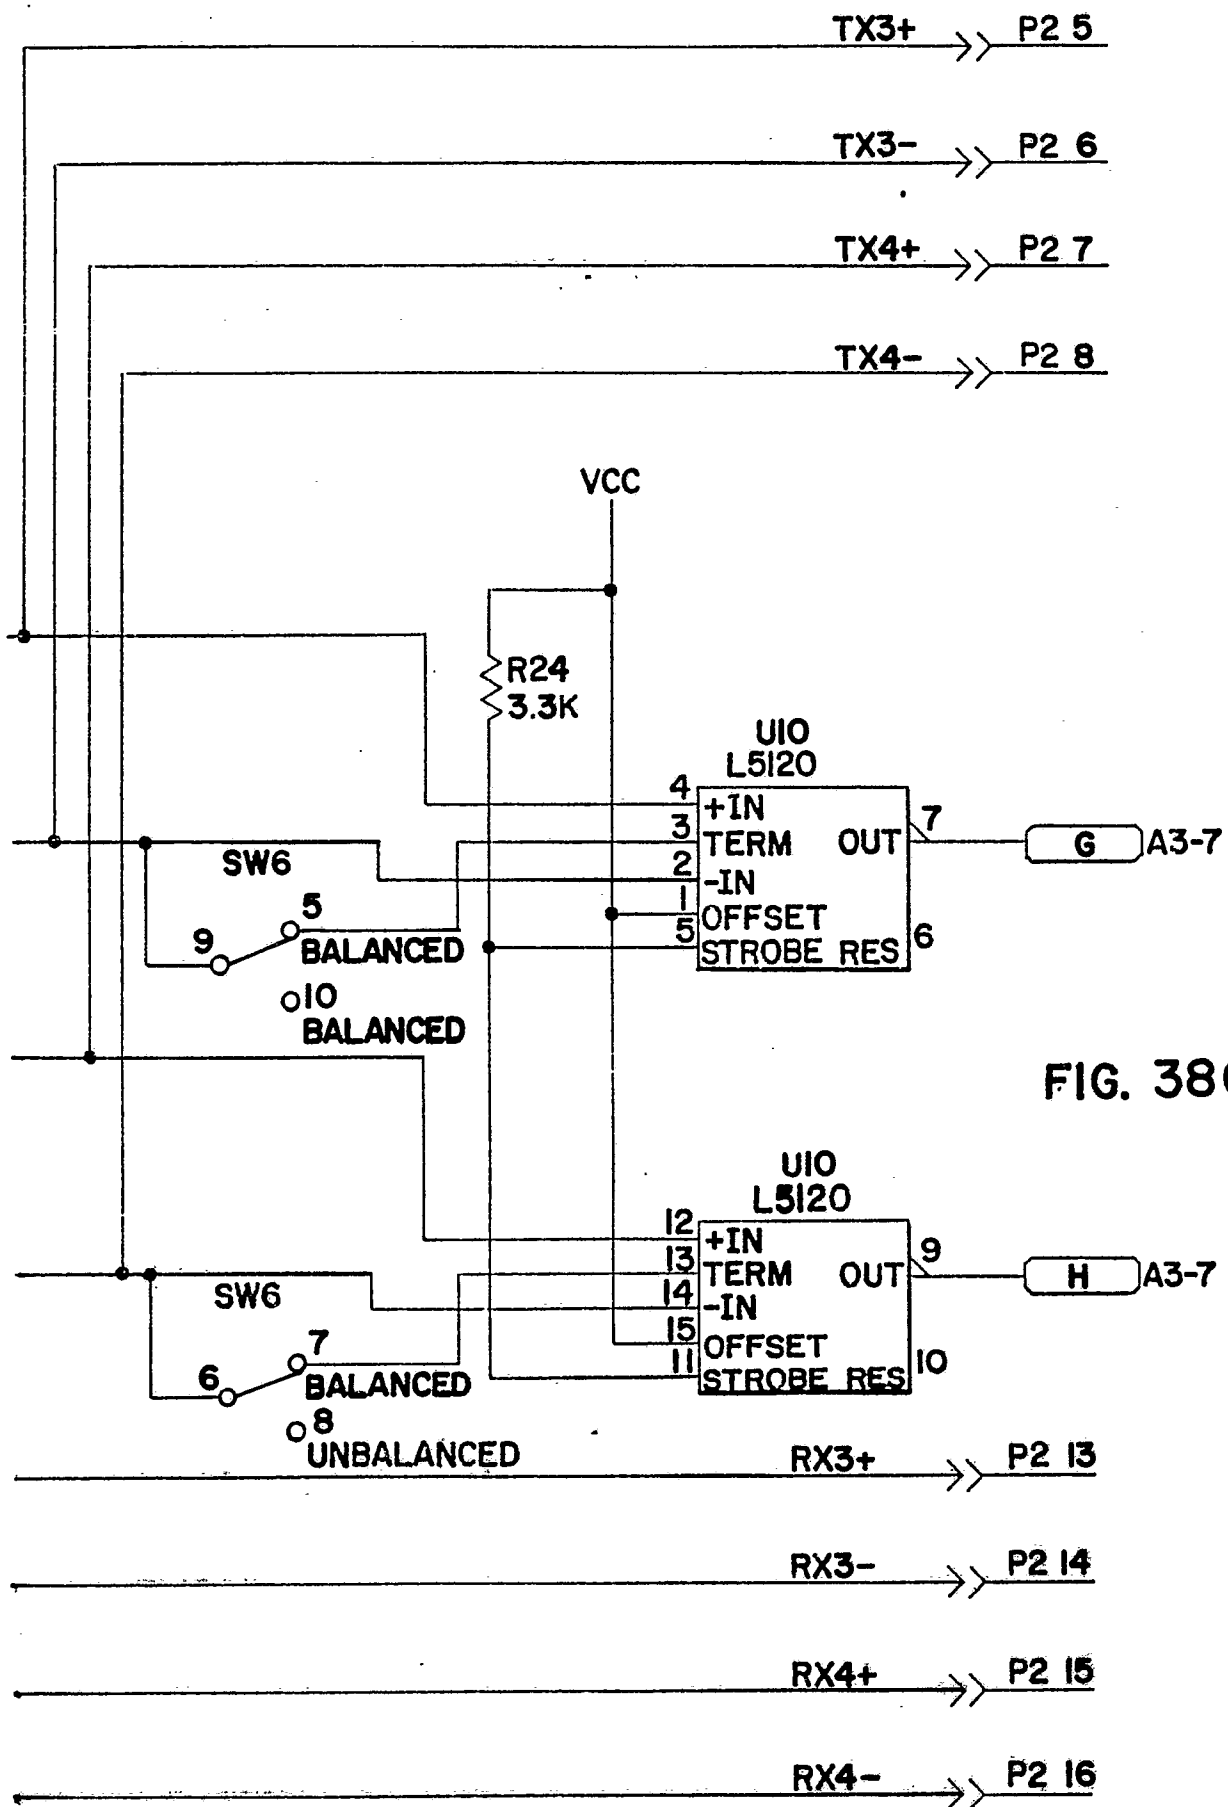 TX3+ P2 5
TX3- P2 6
TX4+ P2 7
TX4- P2 8
VCC
R24
3.3K
U10
L5120
4 +IN
3 TERM OUT 7 G A3-7
2 -IN
1 OFFSET
5 STROBE RES 6
SW6
5
9 BALANCED
10
BALANCED
FIG. 38
U10
L5120
12 +IN
13 TERM OUT 9 H A3-7
14 -IN
15 OFFSET
11 STROBE RES 10
SW6
7
6 BALANCED
8
UNBALANCED
RX3+ P2 13
RX3- P2 14
RX4+ P2 15
RX4- P2 16